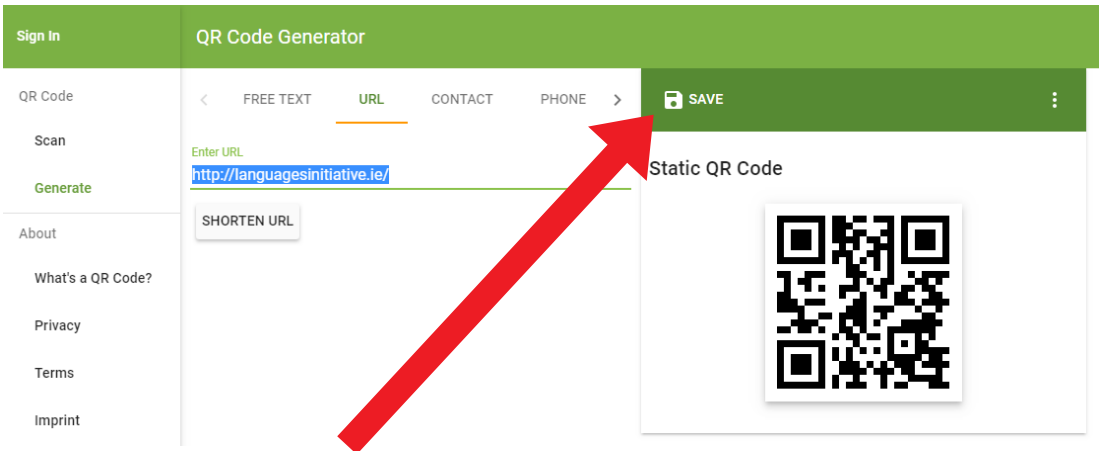 Sign In
QR Code Generator
QR Code
Scan
Generate
About
What's a QR Code?
Privacy
Terms
Imprint
FREE TEXT URL CONTACT PHONE
Enter URL
http://languagesinitiative.ie/
SHORTEN URL
SAVE
Static QR Code